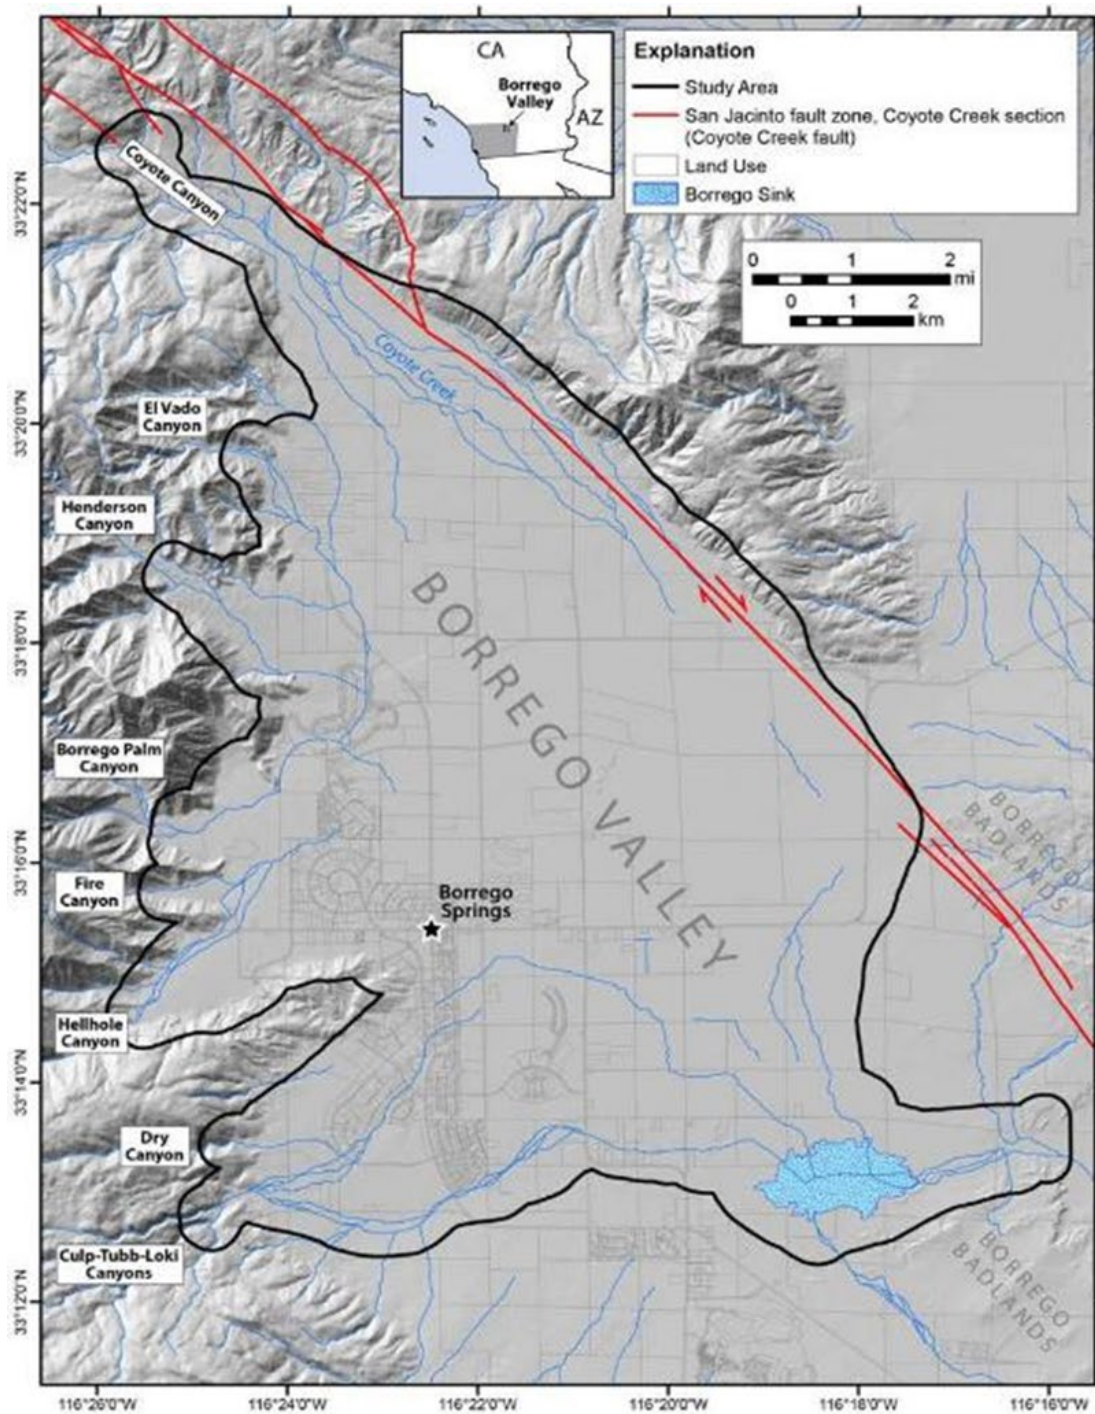 CA
Borrego
Valley
AZ
Explanation
Study Area
San Jacinto fault zone, Coyote Creek section
(Coyote Creek fault)
Land Use
Borrego Sink
0 1 2
mi
0 1 2
km
Coyote Canyon
Coyote Creek
El Vado
Canyon
Henderson
Canyon
BORREGO VALLEY
Borrego Palm
Canyon
BORREGO
BADLANDS
Fire
Canyon
Borrego
Springs
Hellhole
Canyon
Dry
Canyon
Culp-Tubb-Loki
Canyons
BORREGO
BADLANDS
33°22'0"N
33°20'0"N
33°18'0"N
33°16'0"N
33°14'0"N
33°12'0"N
116°26'0"W 116°24'0"W 116°22'0"W 116°20'0"W 116°18'0"W 116°16'0"W